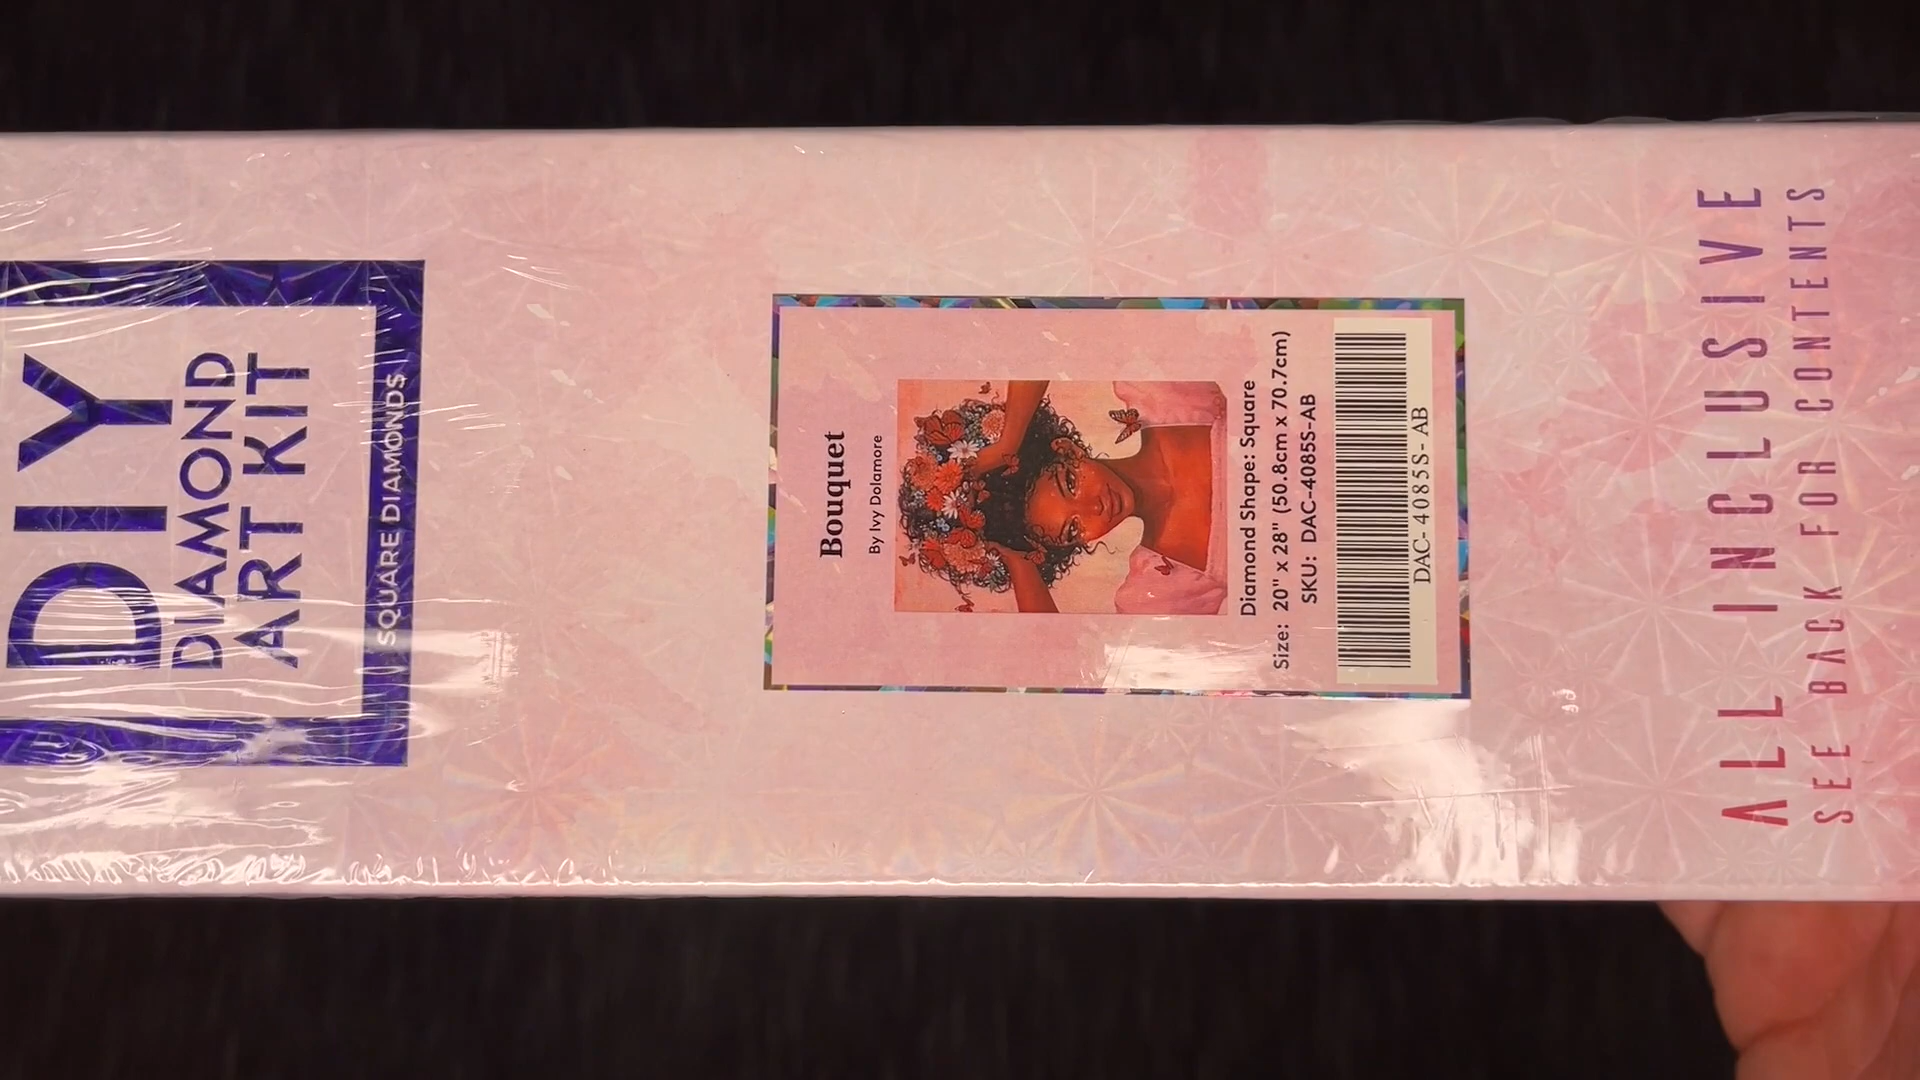 DIY
DIAMOND
ART KIT
SQUARE DIAMONDS
Bouquet
By Ivy Dolamore
Diamond Shape: Square
Size: 20" x 28" (50.8cm x 70.7cm)
SKU: DAC-4085S-AB
DAC- 4085S- AB
ALL INCLUSIVE
SEE BACK FOR CONTENTS